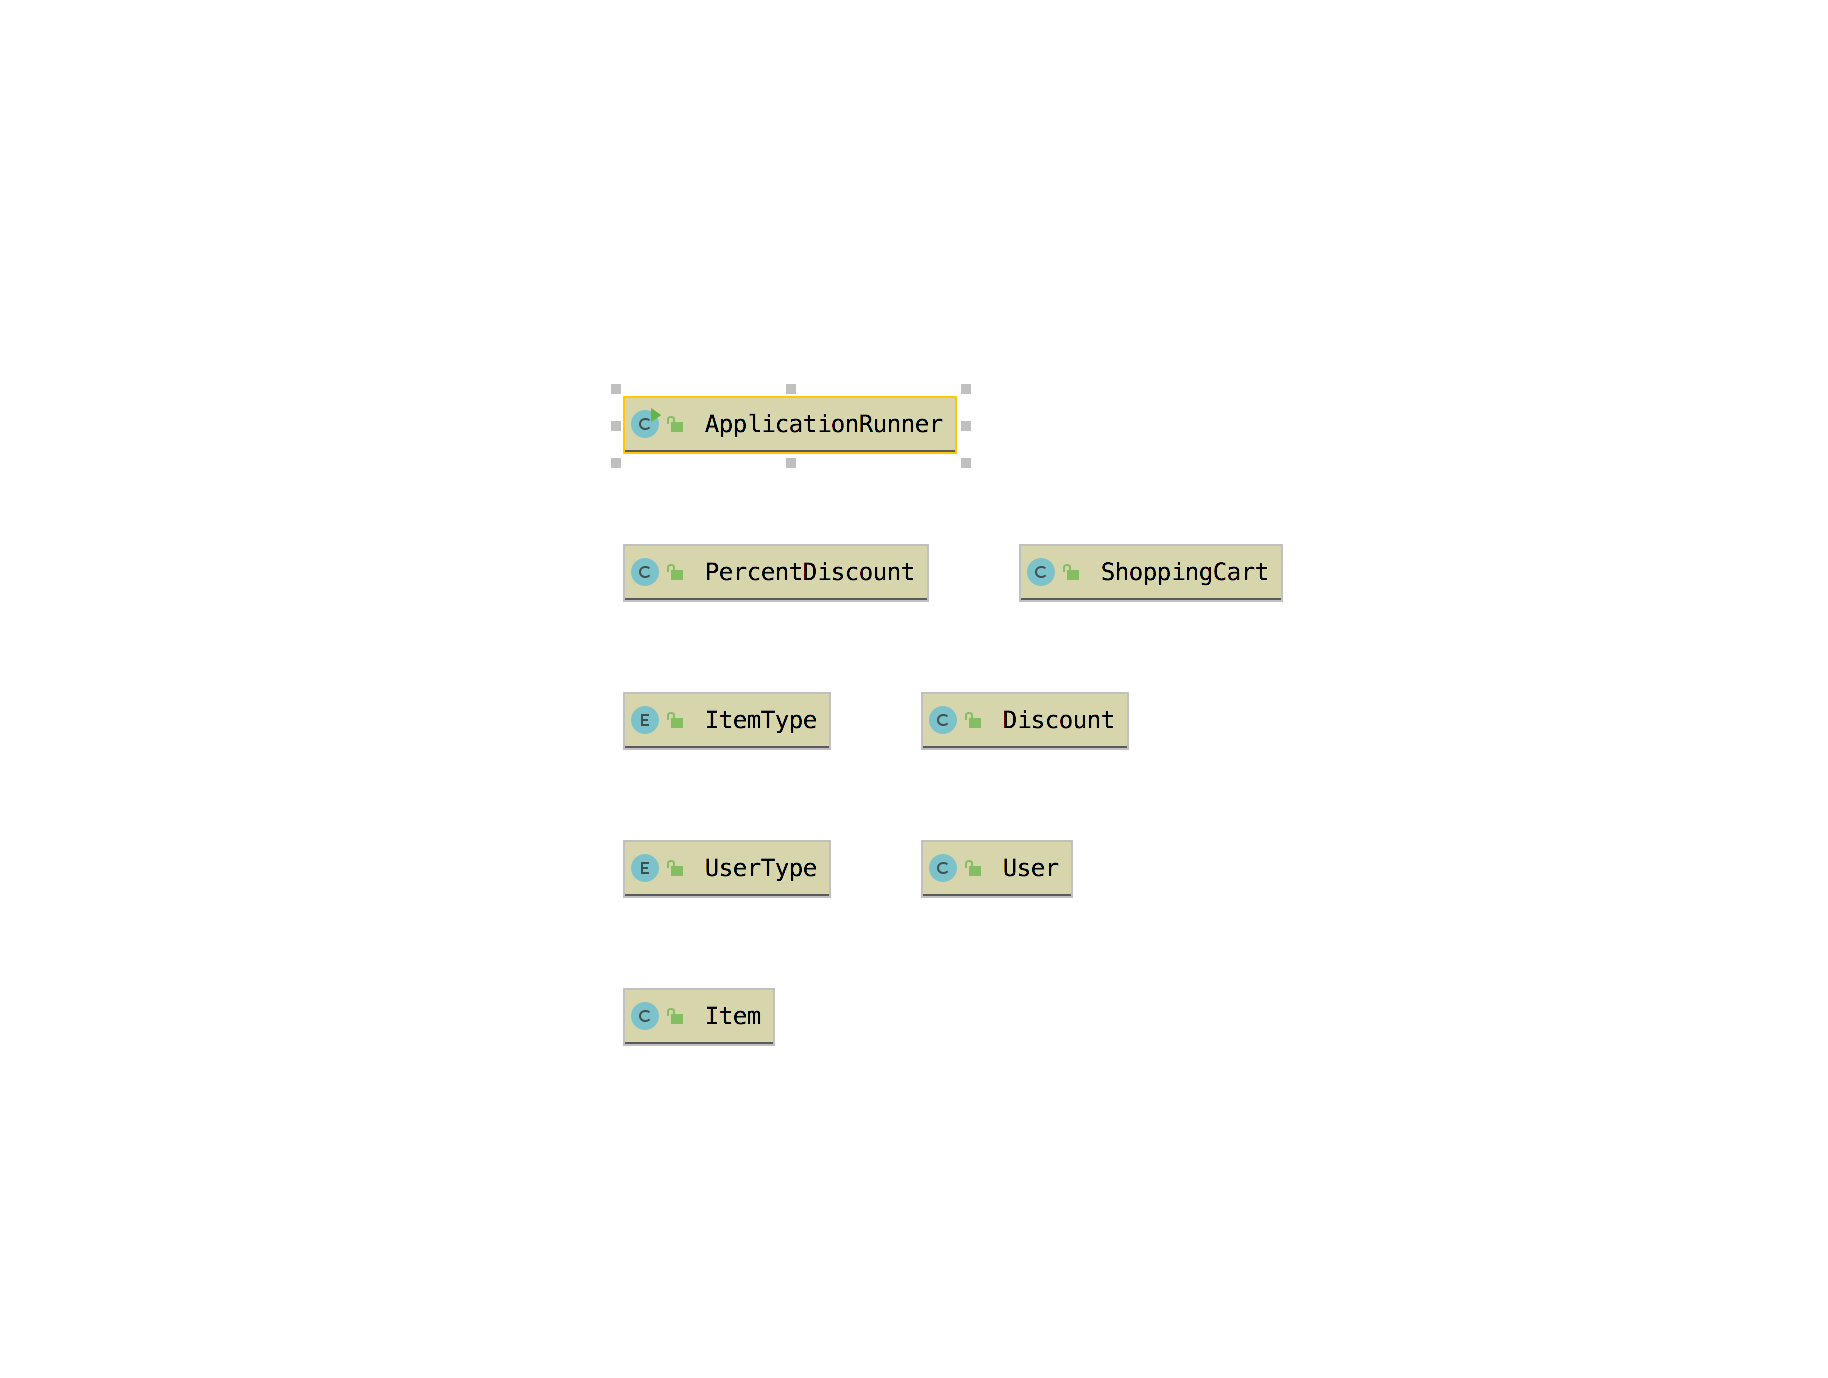 C ApplicationRunner
C PercentDiscount C ShoppingCart
E ItemType C Discount
E UserType C User
C Item